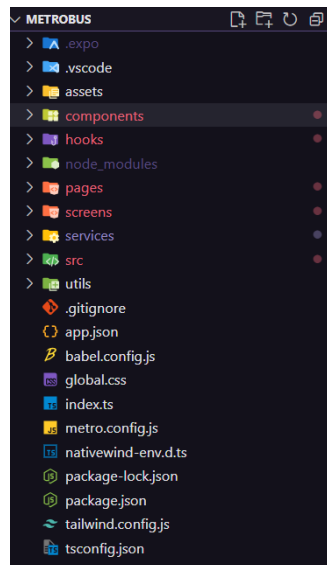 METROBUS
.expo
.vscode
assets
components
hooks
node_modules
pages
screens
services
src
utils
.gitignore
app.json
babel.config.js
global.css
index.ts
metro.config.js
nativewind-env.d.ts
package-lock.json
package.json
tailwind.config.js
tsconfig.json